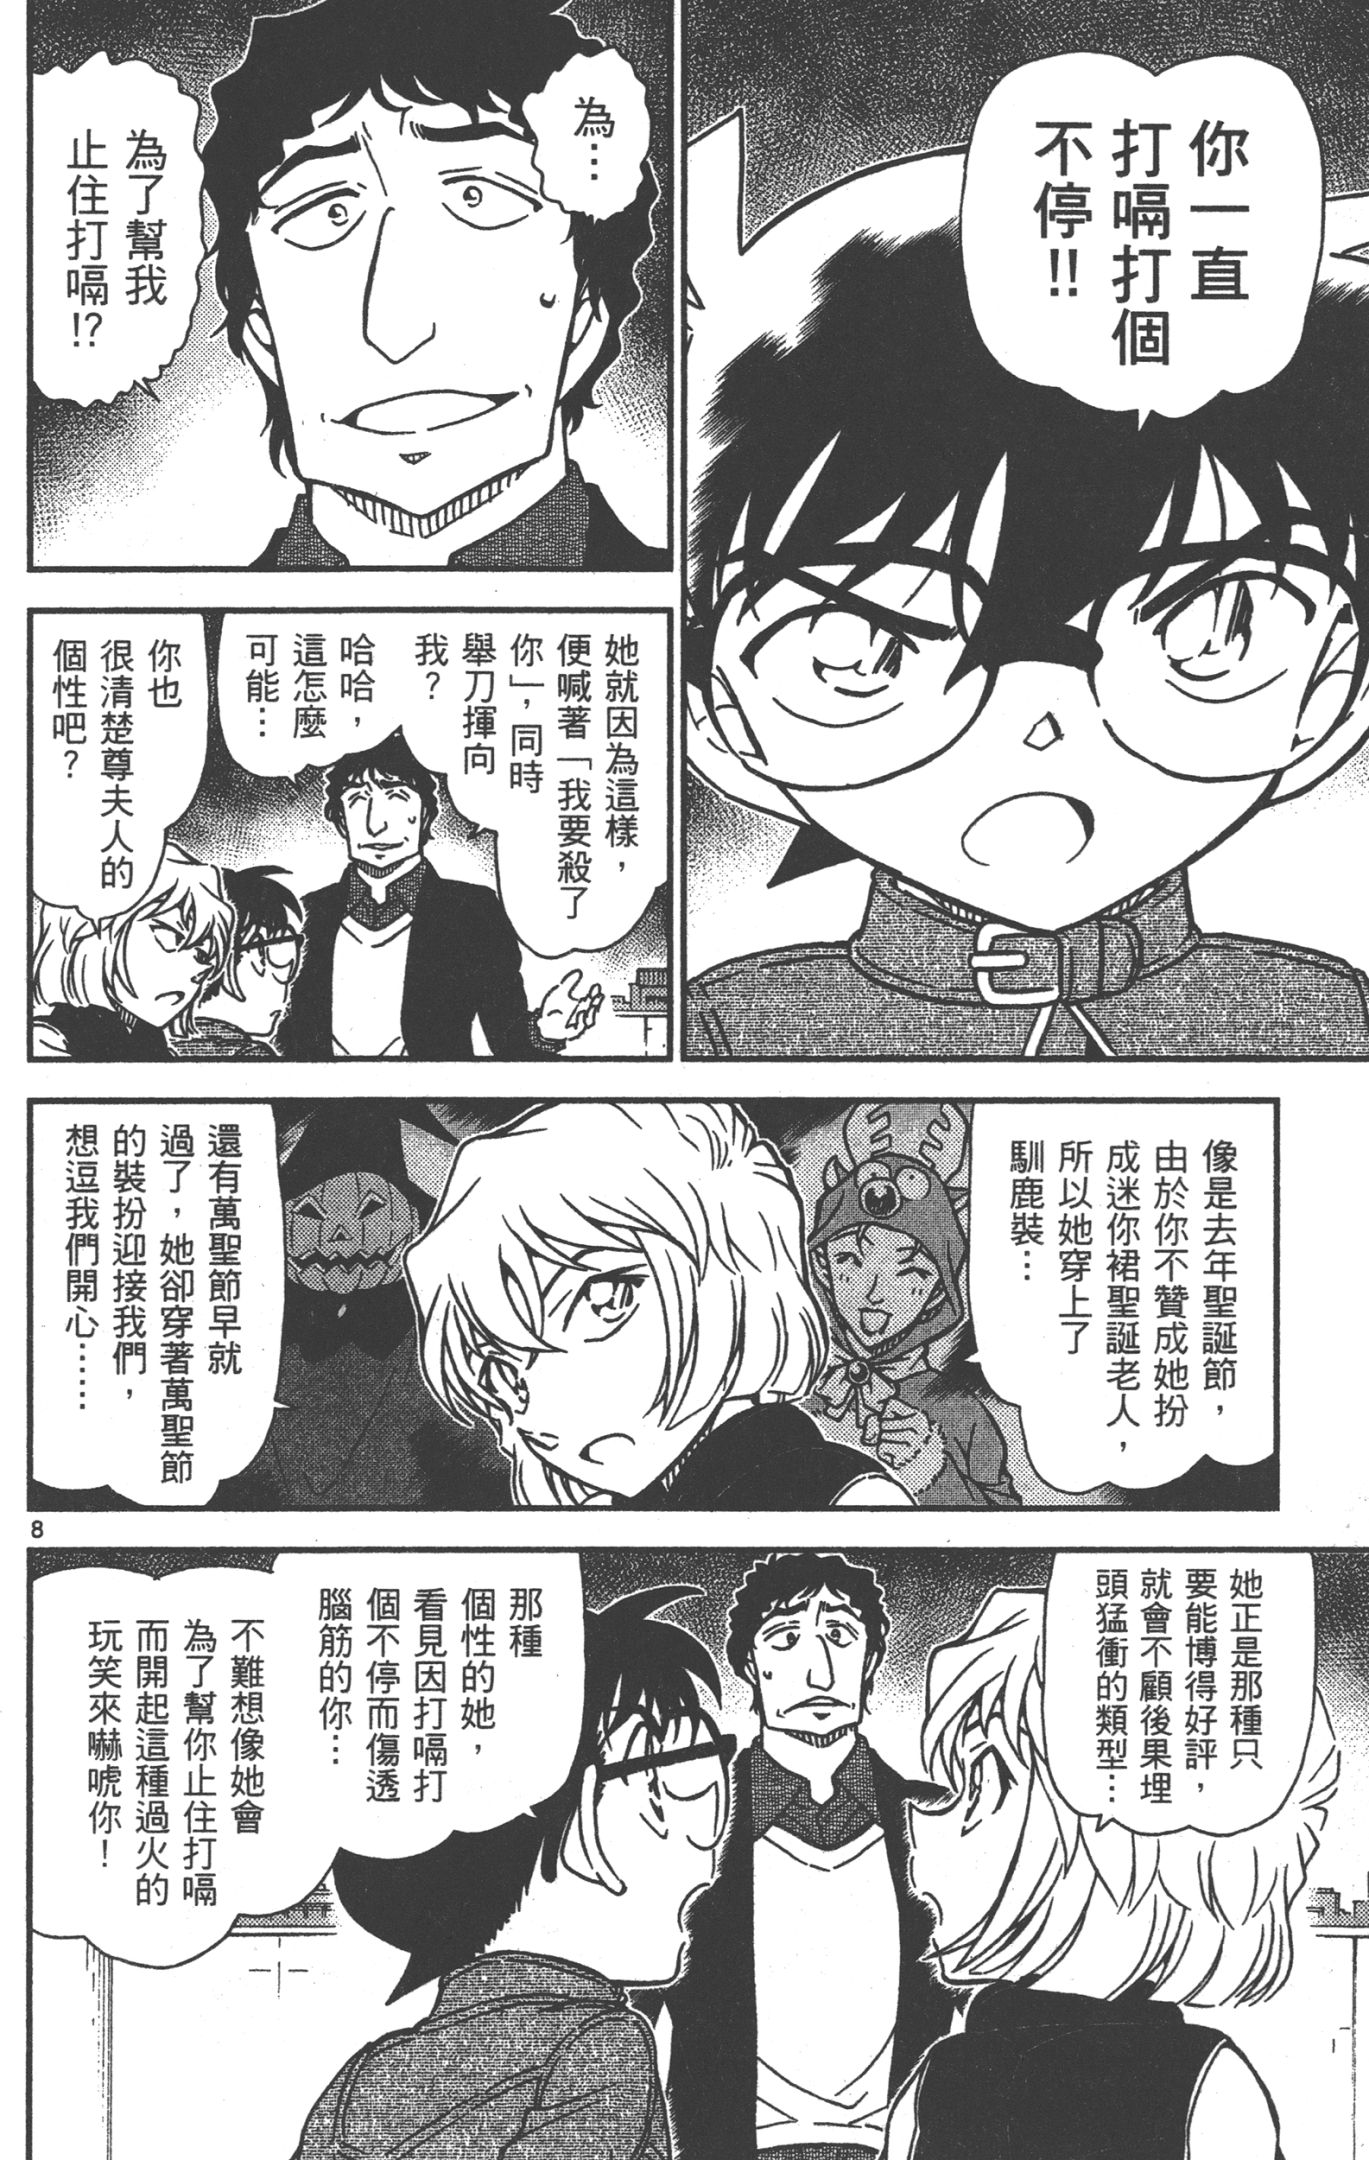 你一直
打嗝打個
不停!!
為…
為了幫我
止住打嗝!?
她就因為這樣，
便喊著「我要殺了
你」，同時
舉刀揮向
我？
哈哈，
這怎麼
可能…
你也
很清楚尊夫人的
個性吧？
像是去年聖誕節，
由於你不贊成她扮
成迷你裙聖誕老人，
所以她穿上了
馴鹿裝…
還有萬聖節早就
過了，她卻穿著萬聖節
的裝扮迎接我們，
想逗我們開心……
8
她正是那種只
要能博得好評，
就會不顧後果埋
頭猛衝的類型…
那種
個性的她，
看見因打嗝打
個不停而傷透
腦筋的你…
不難想像她會
為了幫你止住打嗝
而開起這種過火的
玩笑來嚇唬你！